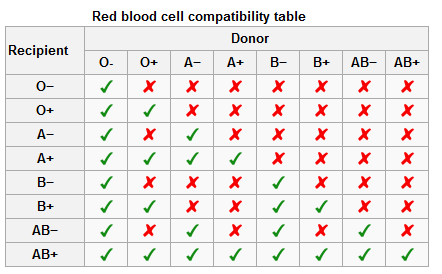 Red blood cell compatibility table
Recipient Donor
O- O+ A− A+ B− B+ AB− AB+
O− ✓ ✗ ✗ ✗ ✗ ✗ ✗ ✗
O+ ✓ ✓ ✗ ✗ ✗ ✗ ✗ ✗
A− ✓ ✗ ✓ ✗ ✗ ✗ ✗ ✗
A+ ✓ ✓ ✓ ✓ ✗ ✗ ✗ ✗
B− ✓ ✗ ✗ ✗ ✓ ✗ ✗ ✗
B+ ✓ ✓ ✗ ✗ ✓ ✓ ✗ ✗
AB− ✓ ✗ ✓ ✗ ✓ ✗ ✓ ✗
AB+ ✓ ✓ ✓ ✓ ✓ ✓ ✓ ✓